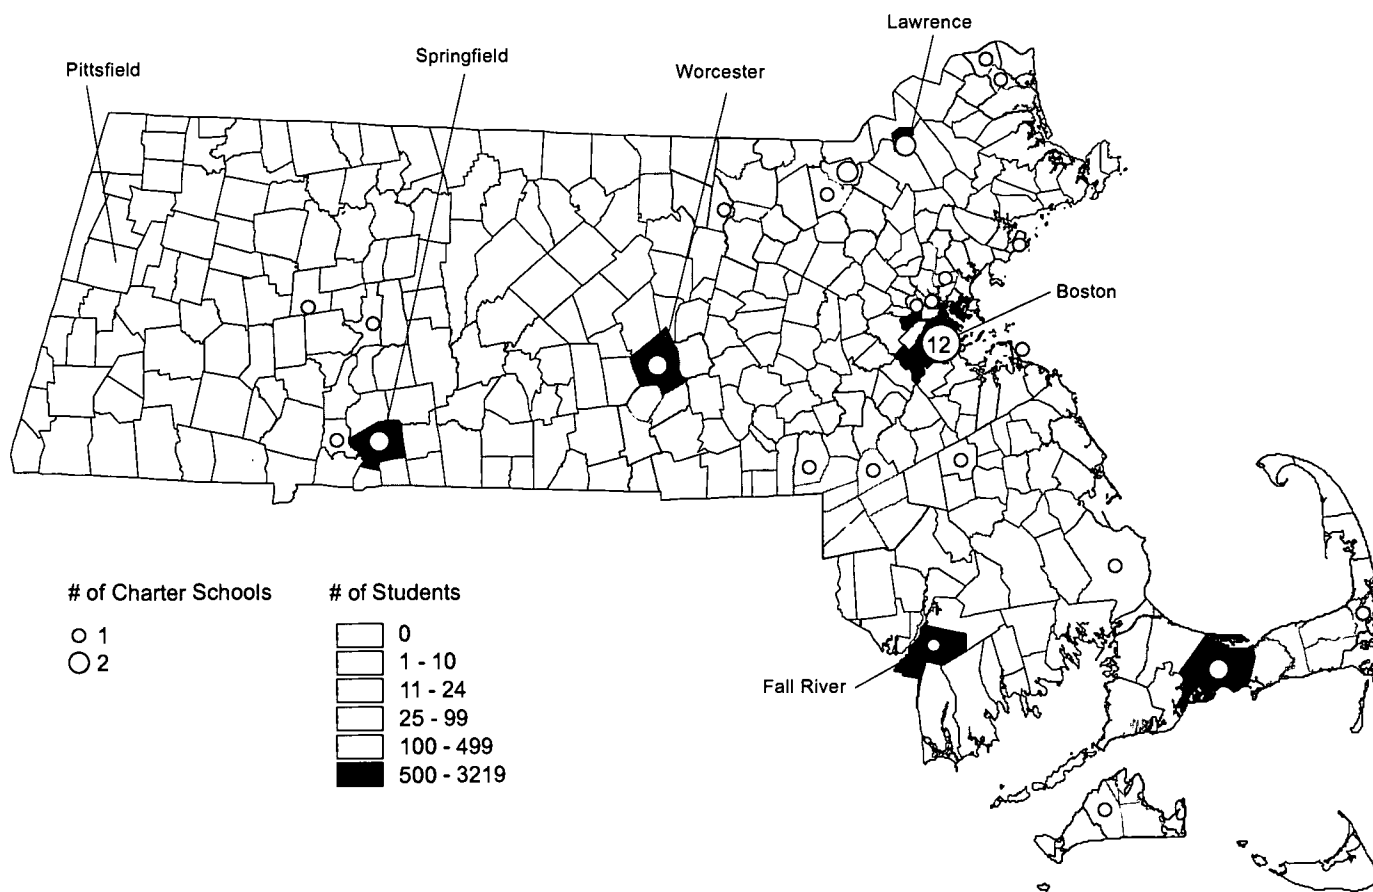 Lawrence
Springfield
Pittsfield
Worcester
Boston
12
Fall River
# of Charter Schools
1
2
# of Students
0
1 - 10
11 - 24
25 - 99
100 - 499
500 - 3219